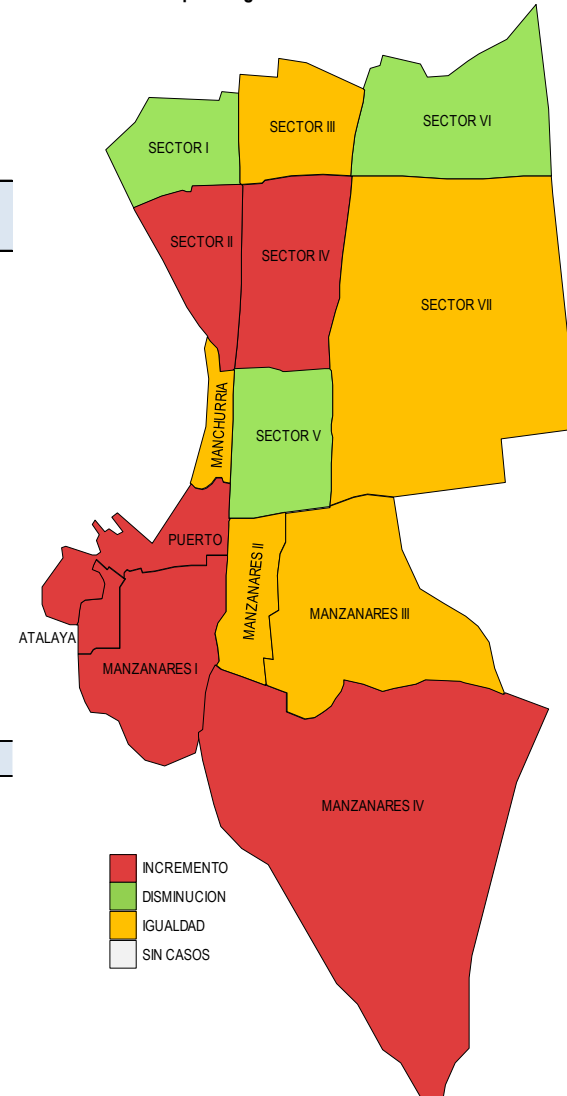 SECTOR III
SECTOR VI
SECTOR I
SECTOR II
SECTOR IV
SECTOR VII
MANCHURRIA
SECTOR V
PUERTO
MANZANARES II
MANZANARES III
ATALAYA
MANZANARES I
MANZANARES IV
INCREMENTO
DISMINUCION
IGUALDAD
SIN CASOS